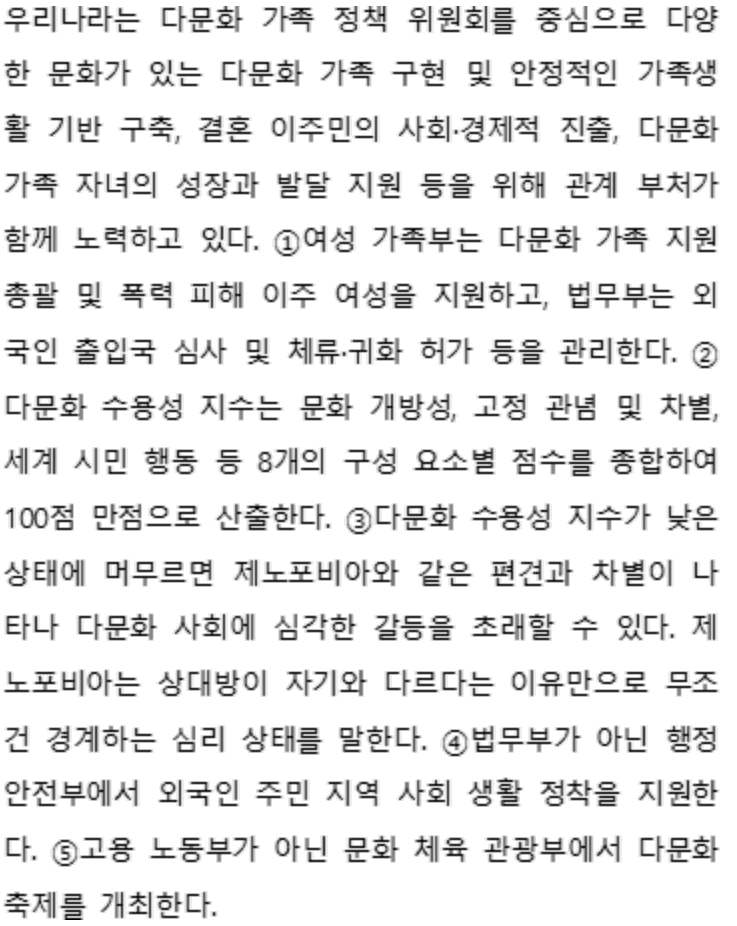 우리나라는 다문화 가족 정책 위원회를 중심으로 다양
한 문화가 있는 다문화 가족 구현 및 안정적인 가족생
활 기반 구축, 결혼 이주민의 사회·경제적 진출, 다문화
가족 자녀의 성장과 발달 지원 등을 위해 관계 부처가
함께 노력하고 있다. ①여성 가족부는 다문화 가족 지원
총괄 및 폭력 피해 이주 여성을 지원하고, 법무부는 외
국인 출입국 심사 및 체류·귀화 허가 등을 관리한다. ②
다문화 수용성 지수는 문화 개방성, 고정 관념 및 차별,
세계 시민 행동 등 8개의 구성 요소별 점수를 종합하여
100점 만점으로 산출한다. ③다문화 수용성 지수가 낮은
상태에 머무르면 제노포비아와 같은 편견과 차별이 나
타나 다문화 사회에 심각한 갈등을 초래할 수 있다. 제
노포비아는 상대방이 자기와 다르다는 이유만으로 무조
건 경계하는 심리 상태를 말한다. ④법무부가 아닌 행정
안전부에서 외국인 주민 지역 사회 생활 정착을 지원한
다. ⑤고용 노동부가 아닌 문화 체육 관광부에서 다문화
축제를 개최한다.